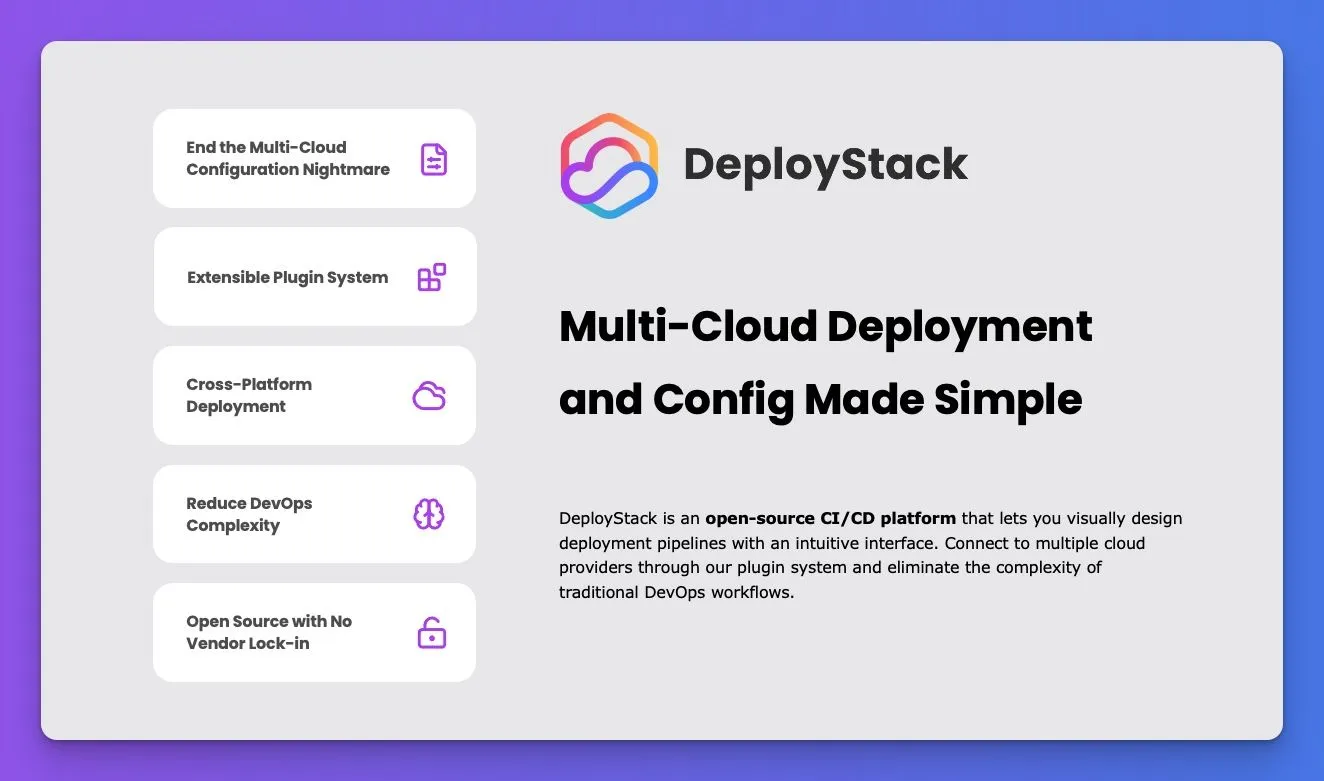 End the Multi-Cloud
Configuration Nightmare
Extensible Plugin System
Cross-Platform
Deployment
Reduce DevOps
Complexity
Open Source with No
Vendor Lock-in
DeployStack
Multi-Cloud Deployment
and Config Made Simple
DeployStack is an open-source CI/CD platform that lets you visually design
deployment pipelines with an intuitive interface. Connect to multiple cloud
providers through our plugin system and eliminate the complexity of
traditional DevOps workflows.